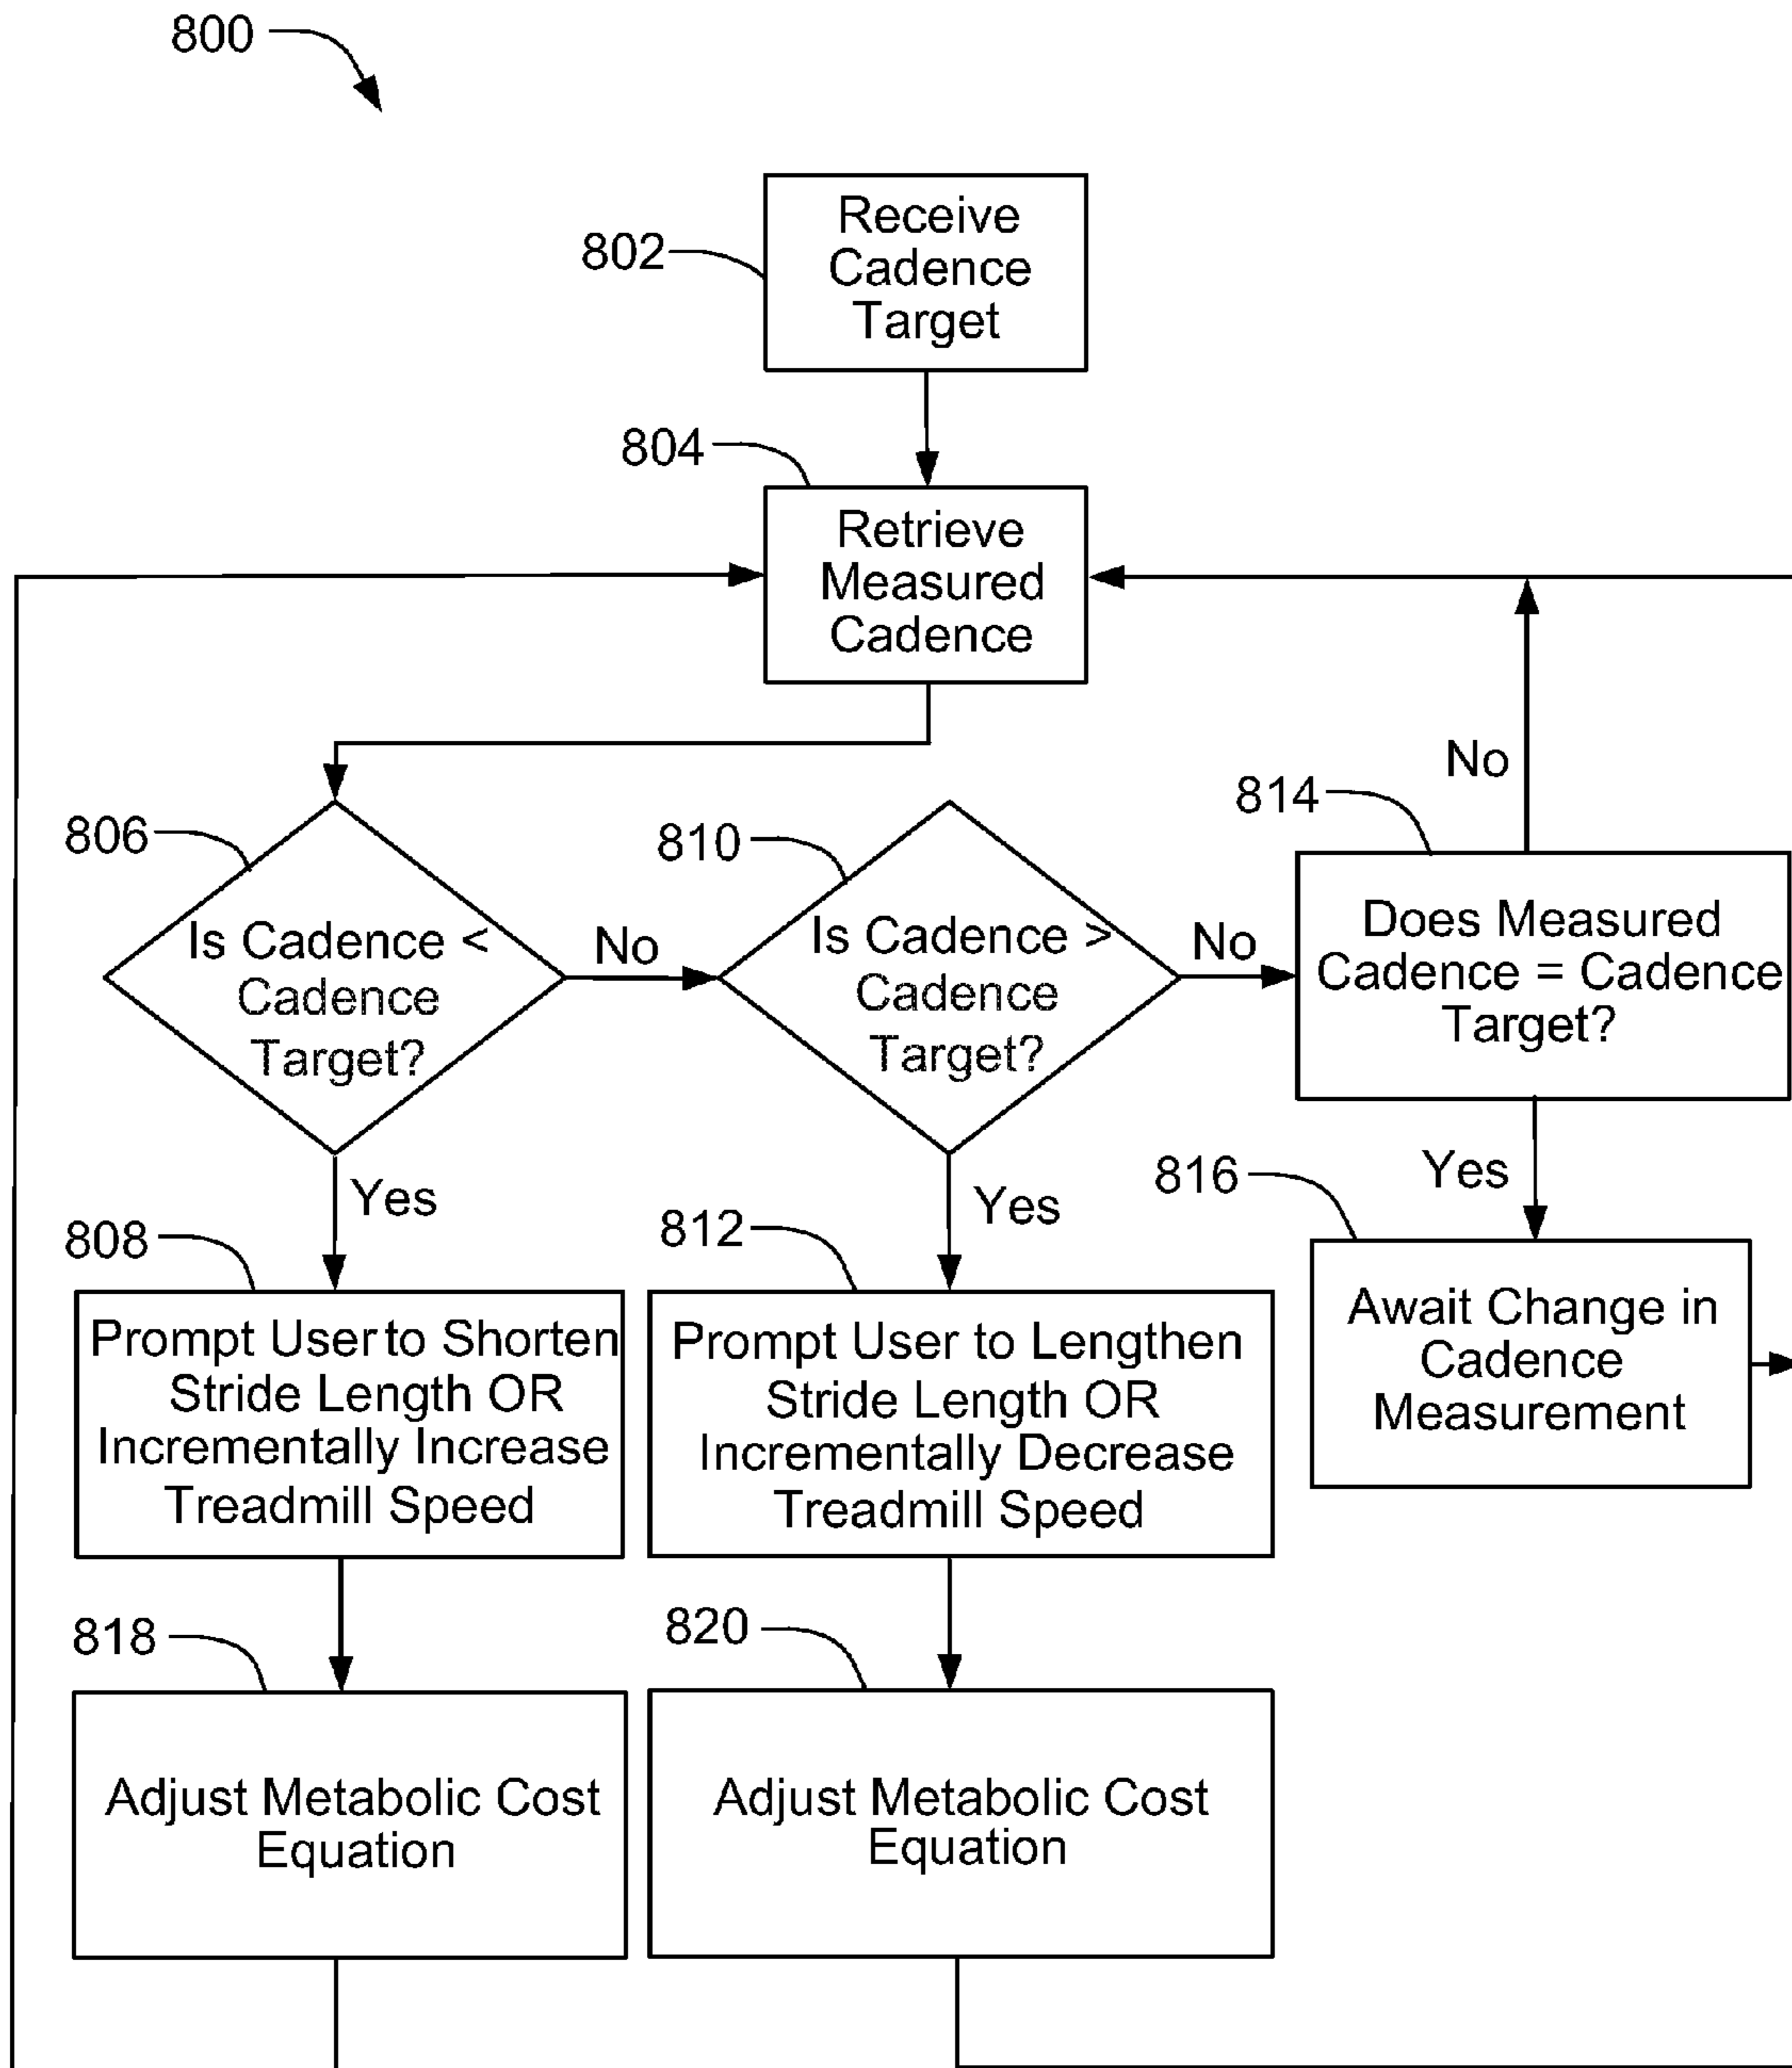 800
802
Receive
Cadence
Target
804
Retrieve
Measured
Cadence
806
Is Cadence <
Cadence
Target?
No
810
Is Cadence >
Cadence
Target?
No
814
No
Does Measured
Cadence = Cadence
Target?
Yes
Yes
Yes
808
Prompt User to Shorten
Stride Length OR
Incrementally Increase
Treadmill Speed
812
Prompt User to Lengthen
Stride Length OR
Incrementally Decrease
Treadmill Speed
816
Await Change in
Cadence
Measurement
818
Adjust Metabolic Cost
Equation
820
Adjust Metabolic Cost
Equation